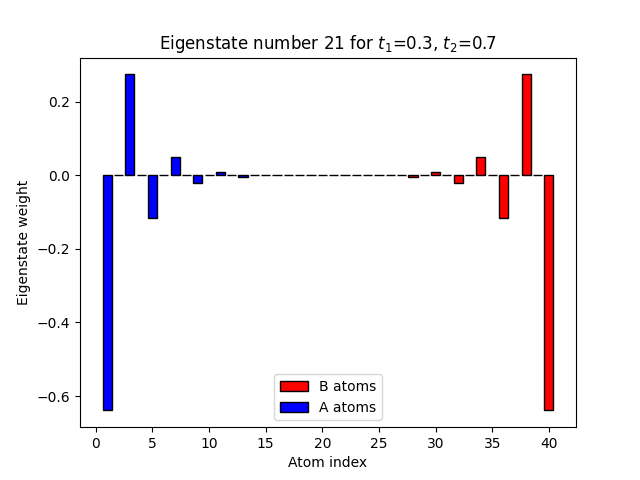 Eigenstate number 21 for t₁=0.3, t₂=0.7
Eigenstate weight
0.2
0.0
−0.2
−0.4
−0.6
B atoms
A atoms
0 5 10 15 20 25 30 35 40
Atom index